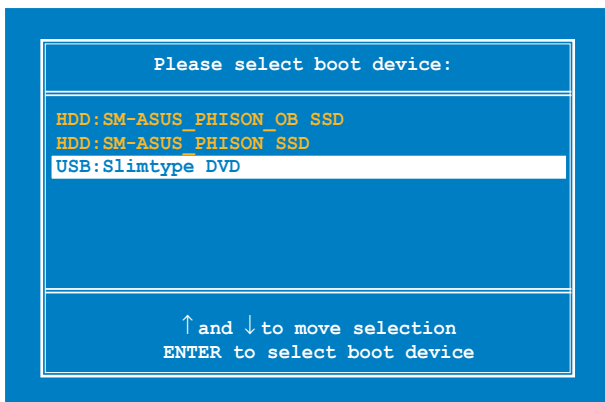 Please select boot device:
HDD:SM-ASUS_PHISON_OB SSD
HDD:SM-ASUS_PHISON SSD
USB:Slimtype DVD
↑ and ↓ to move selection
ENTER to select boot device